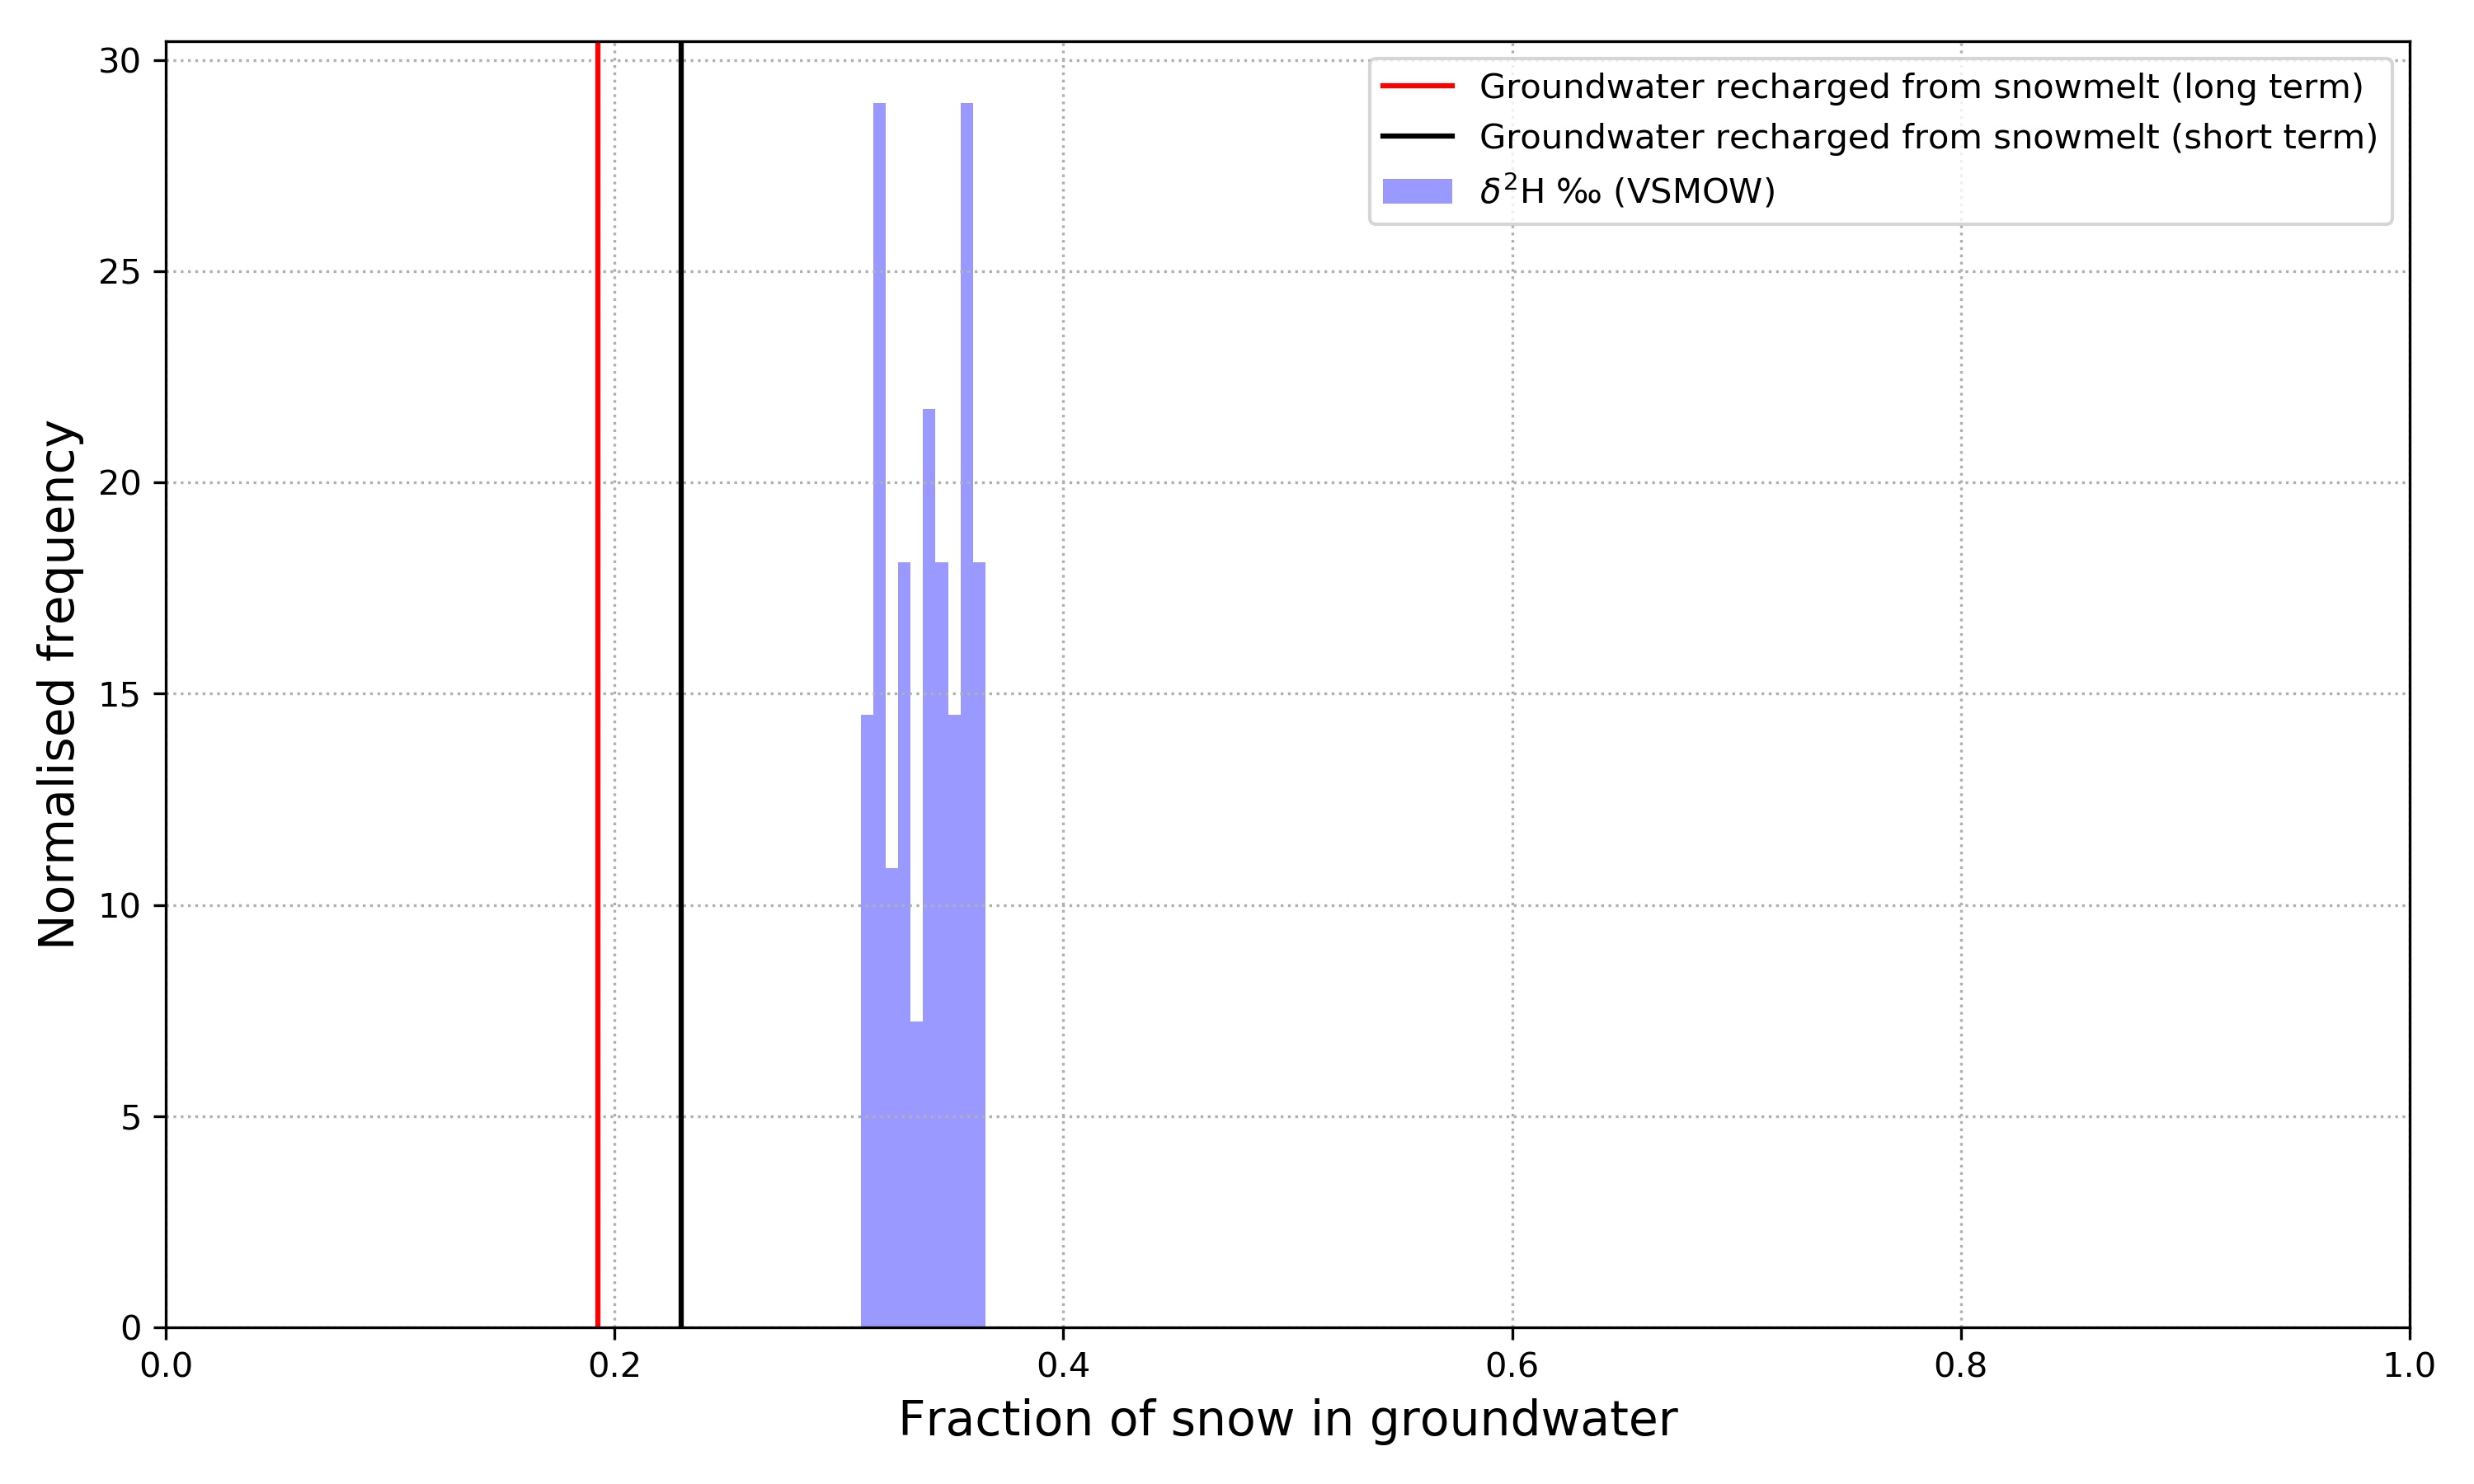 30
25
20
15
10
5
0
Normalised frequency
Groundwater recharged from snowmelt (long term)
Groundwater recharged from snowmelt (short term)
δ²H ‰ (VSMOW)
0.0 0.2 0.4 0.6 0.8 1.0
Fraction of snow in groundwater